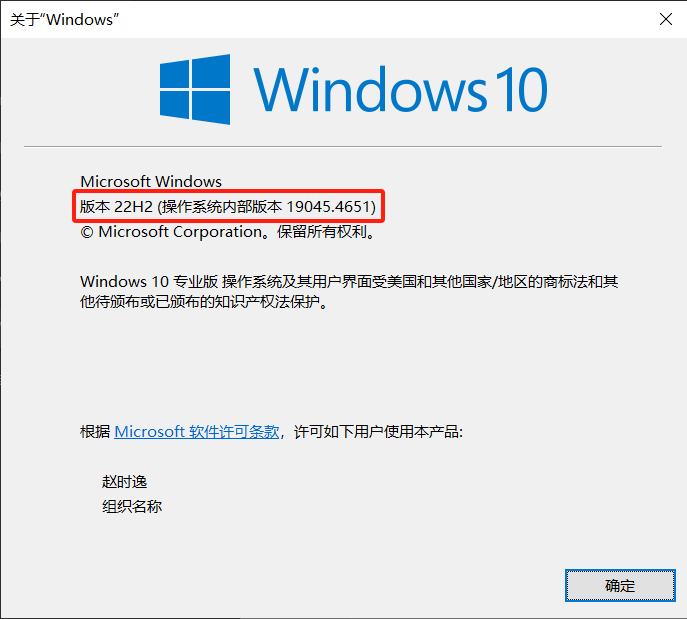 关于“Windows”
Windows 10
Microsoft Windows
版本 22H2 (操作系统内部版本 19045.4651)
© Microsoft Corporation。保留所有权利。
Windows 10 专业版 操作系统及其用户界面受美国和其他国家/地区的商标法和其
他待颁布或已颁布的知识产权法保护。
根据 Microsoft 软件许可条款，许可如下用户使用本产品:
赵时逸
组织名称
确定